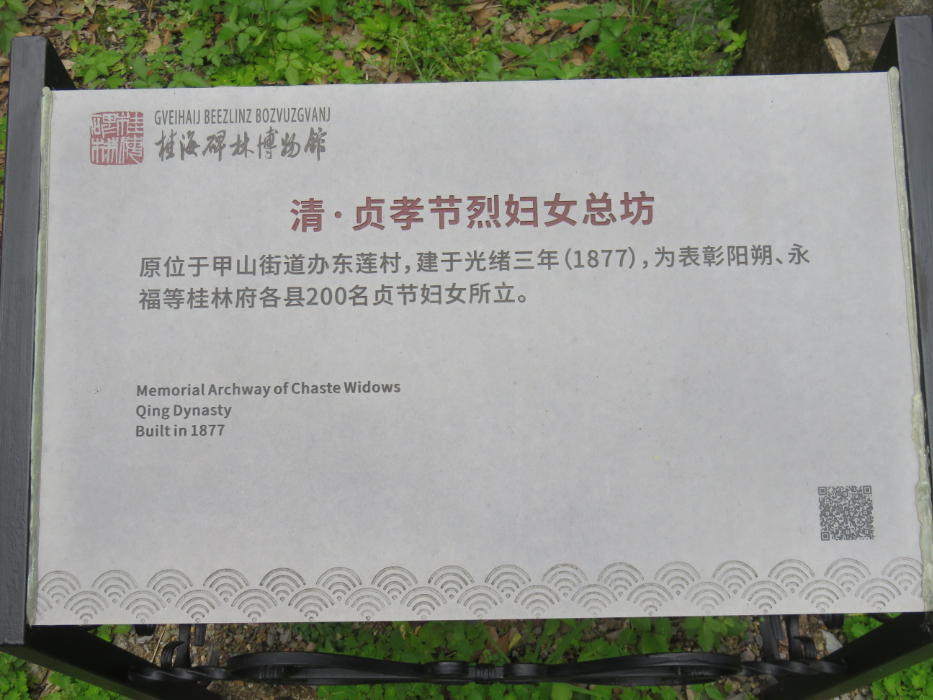 GVEIHAIJ BEEZLINZ BOZVUZGVANJ
桂海碑林博物馆
清·贞孝节烈妇女总坊
原位于甲山街道办东莲村，建于光绪三年（1877），为表彰阳朔、永
福等桂林府各县200名贞节妇女所立。
Memorial Archway of Chaste Widows
Qing Dynasty
Built in 1877